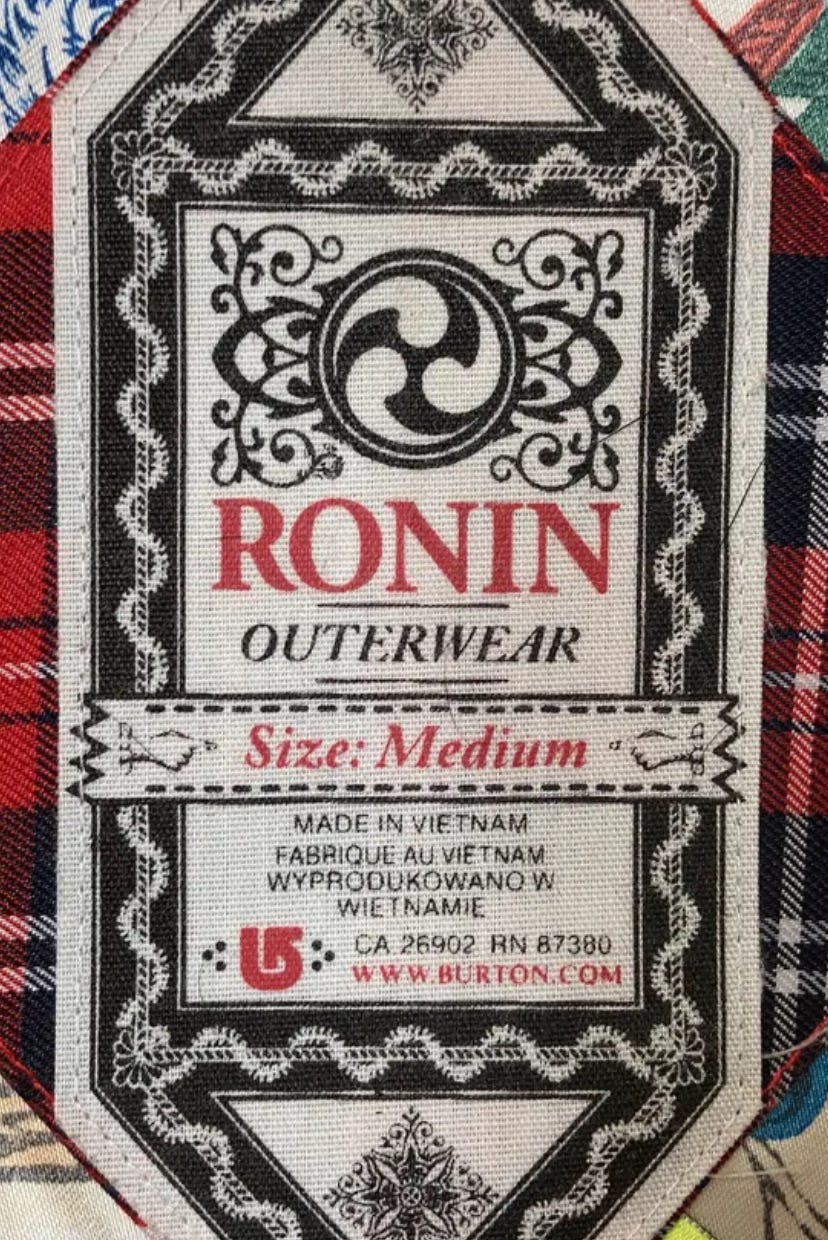 RONIN
OUTERWEAR
Size: Medium
MADE IN VIETNAM
FABRIQUE AU VIETNAM
WYPRODUKOWANO W
WIETNAMIE
CA 26902 RN 87380
WWW.BURTON.COM